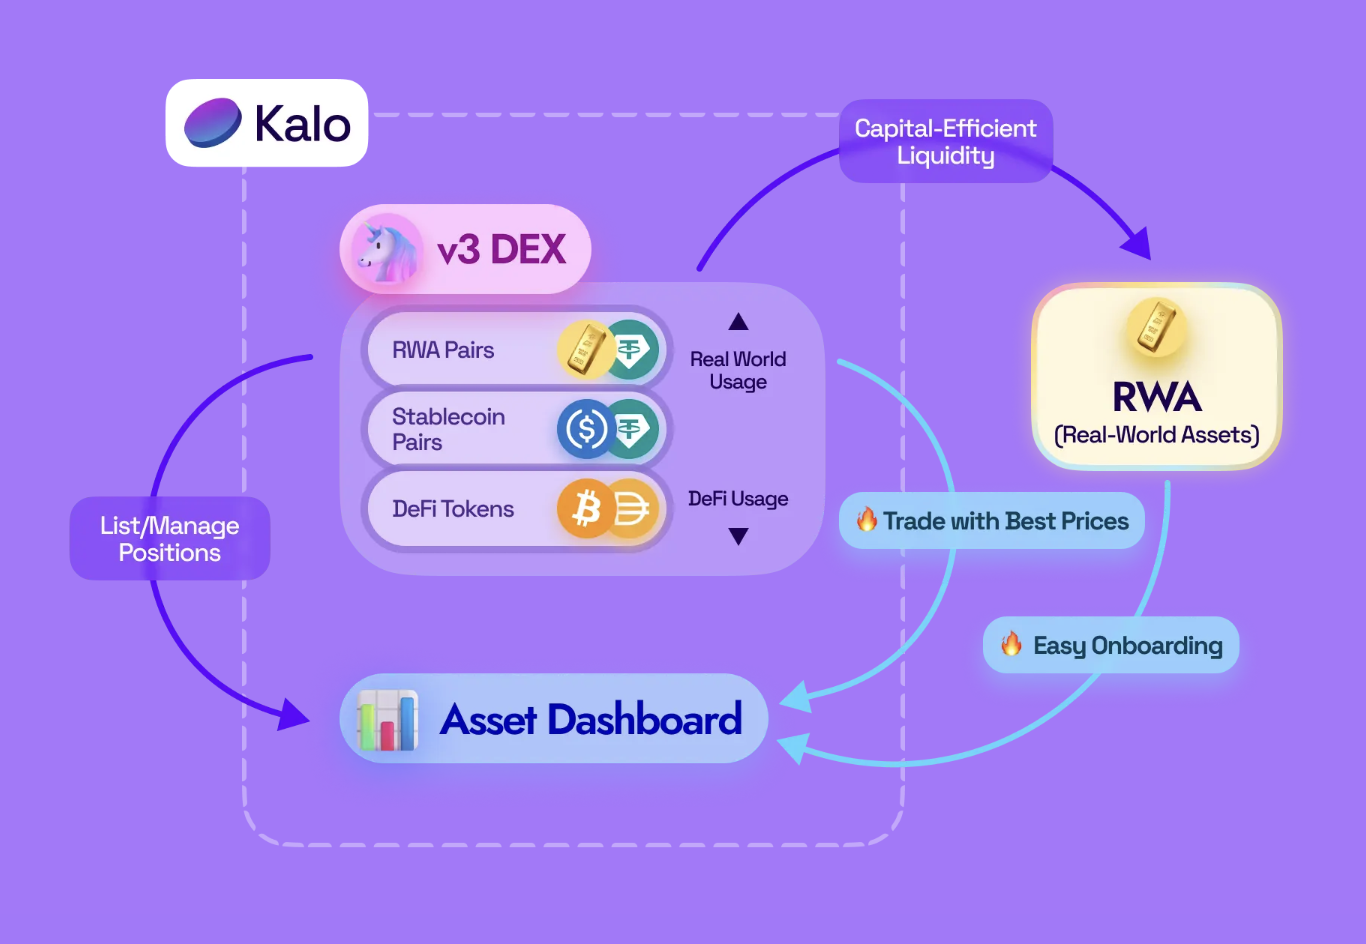 Kalo
Capital-Efficient
Liquidity
v3 DEX
RWA Pairs
Real World
Usage
Stablecoin
Pairs
DeFi Tokens
DeFi Usage
RWA
(Real-World Assets)
List/Manage
Positions
🔥 Trade with Best Prices
🔥 Easy Onboarding
Asset Dashboard